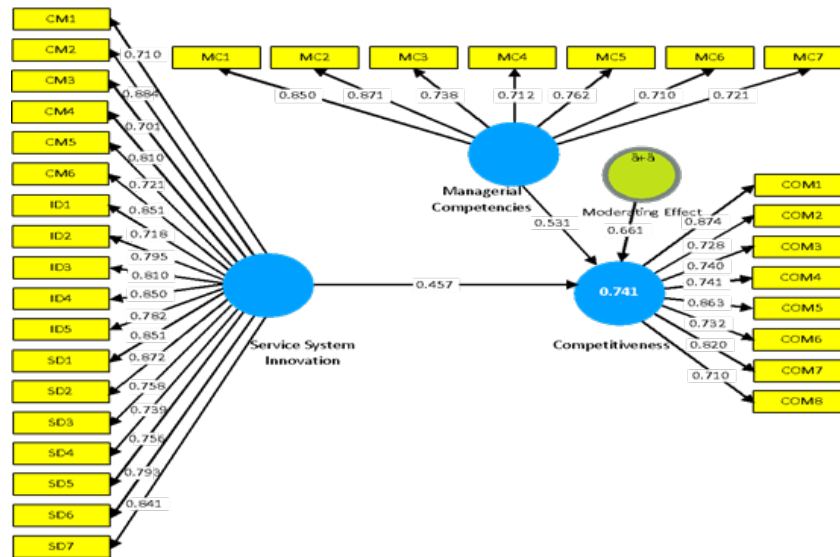 CM1
CM2
CM3
CM4
CM5
CM6
ID1
ID2
ID3
ID4
ID5
SD1
SD2
SD3
SD4
SD5
SD6
SD7
0.710
0.884
0.701
0.810
0.721
0.851
0.718
0.795
0.810
0.850
0.782
0.851
0.872
0.758
0.739
0.756
0.793
0.841
Service System
Innovation
MC1 MC2 MC3 MC4 MC5 MC6 MC7
0.850 0.871 0.738 0.712 0.762 0.710 0.721
Managerial
Competencies
ä+ä
Moderating Effect
0.531
0.661
0.457
0.741
Competitiveness
0.874
0.728
0.740
0.741
0.863
0.732
0.820
0.710
COM1
COM2
COM3
COM4
COM5
COM6
COM7
COM8